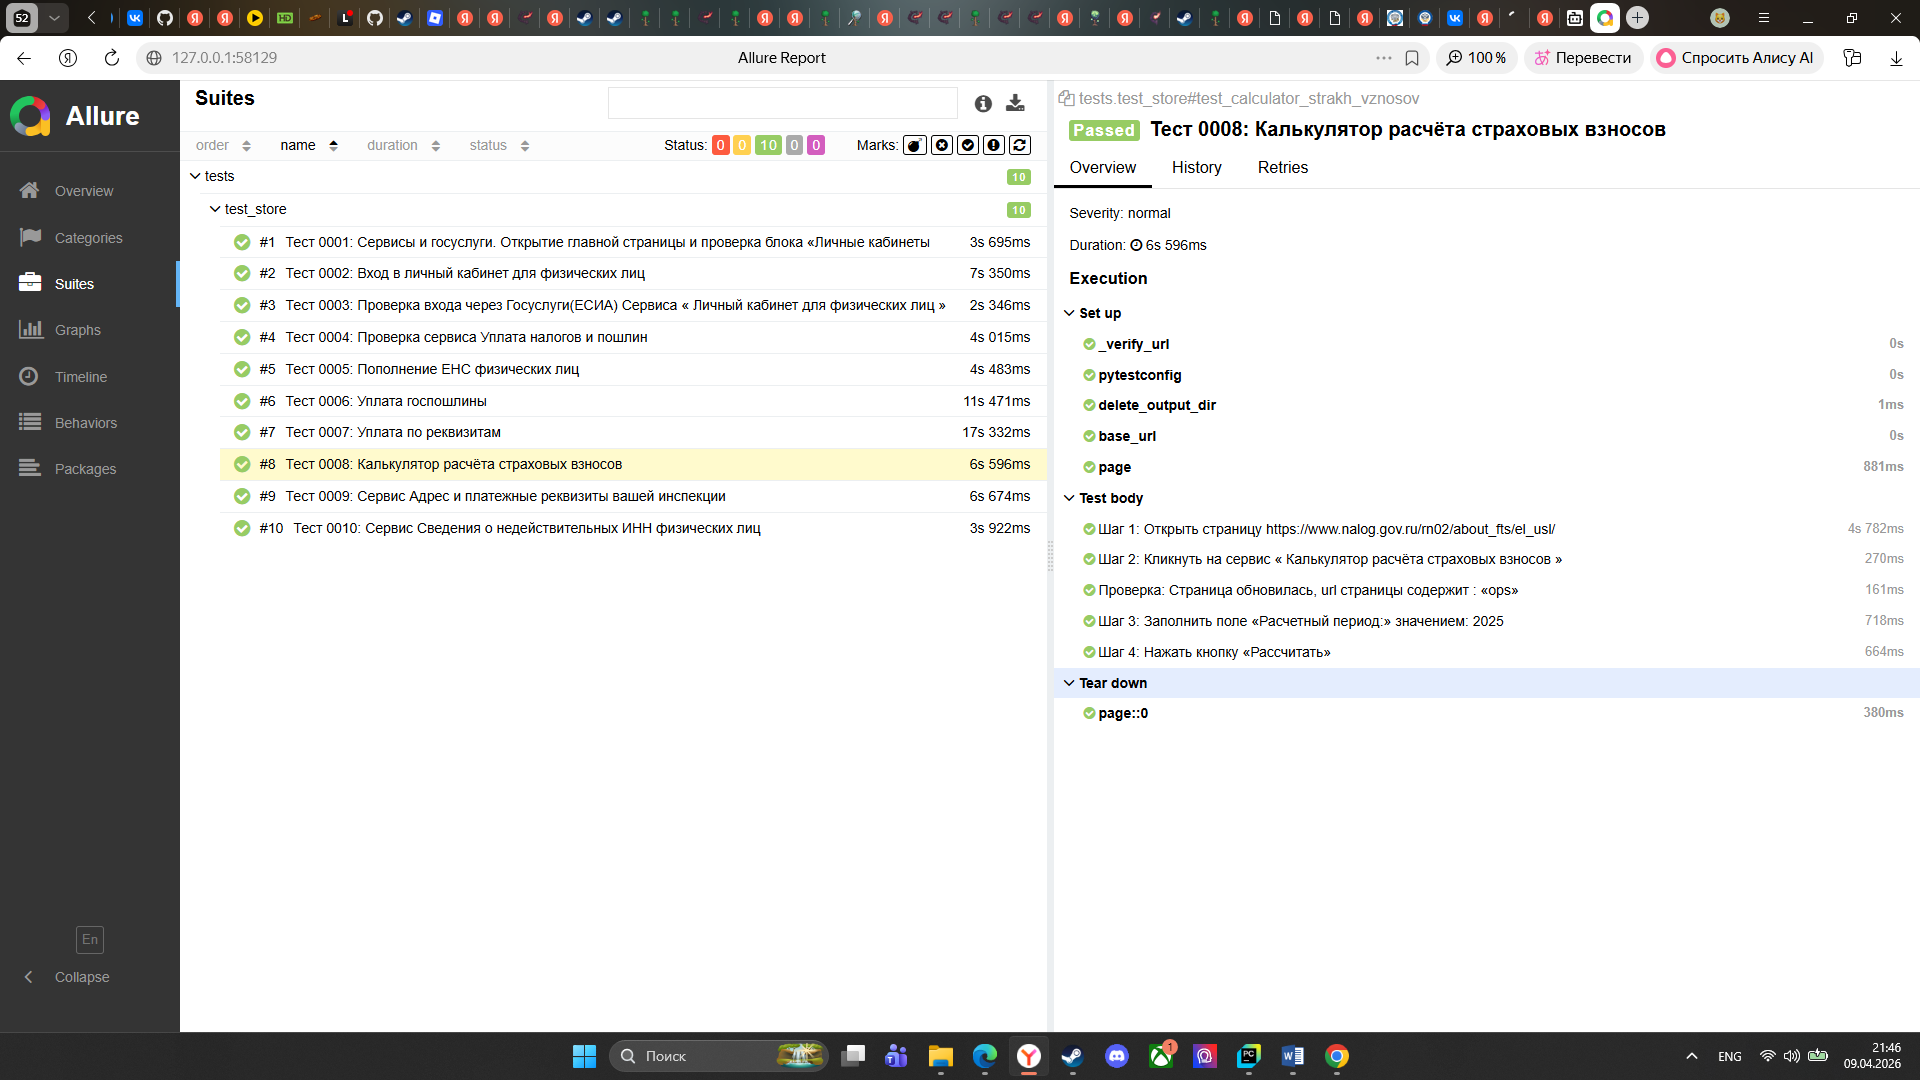 52
HD
127.0.0.1:58129
Allure Report
100 %
Перевести
Спросить Алису AI
Allure
Overview
Categories
Suites
Graphs
Timeline
Behaviors
Packages
En
Collapse
Suites
order name duration status
Status: 0 0 10 0 0 Marks:
tests 10
test_store 10
#1 Тест 0001: Сервисы и госуслуги. Открытие главной страницы и проверка блока «Личные кабинеты 3s 695ms
#2 Тест 0002: Вход в личный кабинет для физических лиц 7s 350ms
#3 Тест 0003: Проверка входа через Госуслуги(ЕСИА) Сервиса « Личный кабинет для физических лиц » 2s 346ms
#4 Тест 0004: Проверка сервиса Уплата налогов и пошлин 4s 015ms
#5 Тест 0005: Пополнение ЕНС физических лиц 4s 483ms
#6 Тест 0006: Уплата госпошлины 11s 471ms
#7 Тест 0007: Уплата по реквизитам 17s 332ms
#8 Тест 0008: Калькулятор расчёта страховых взносов 6s 596ms
#9 Тест 0009: Сервис Адрес и платежные реквизиты вашей инспекции 6s 674ms
#10 Тест 0010: Сервис Сведения о недействительных ИНН физических лиц 3s 922ms
tests.test_store#test_calculator_strakh_vznosov
Passed Тест 0008: Калькулятор расчёта страховых взносов
Overview History Retries
Severity: normal
Duration: 6s 596ms
Execution
Set up
_verify_url 0s
pytestconfig 0s
delete_output_dir 1ms
base_url 0s
page 881ms
Test body
Шаг 1: Открыть страницу https://www.nalog.gov.ru/rn02/about_fts/el_usl/ 4s 782ms
Шаг 2: Кликнуть на сервис « Калькулятор расчёта страховых взносов » 270ms
Проверка: Страница обновилась, url страницы содержит : «ops» 161ms
Шаг 3: Заполнить поле «Расчетный период:» значением: 2025 718ms
Шаг 4: Нажать кнопку «Рассчитать» 664ms
Tear down
page::0 380ms
Поиск
1
ENG
21:46
09.04.2026